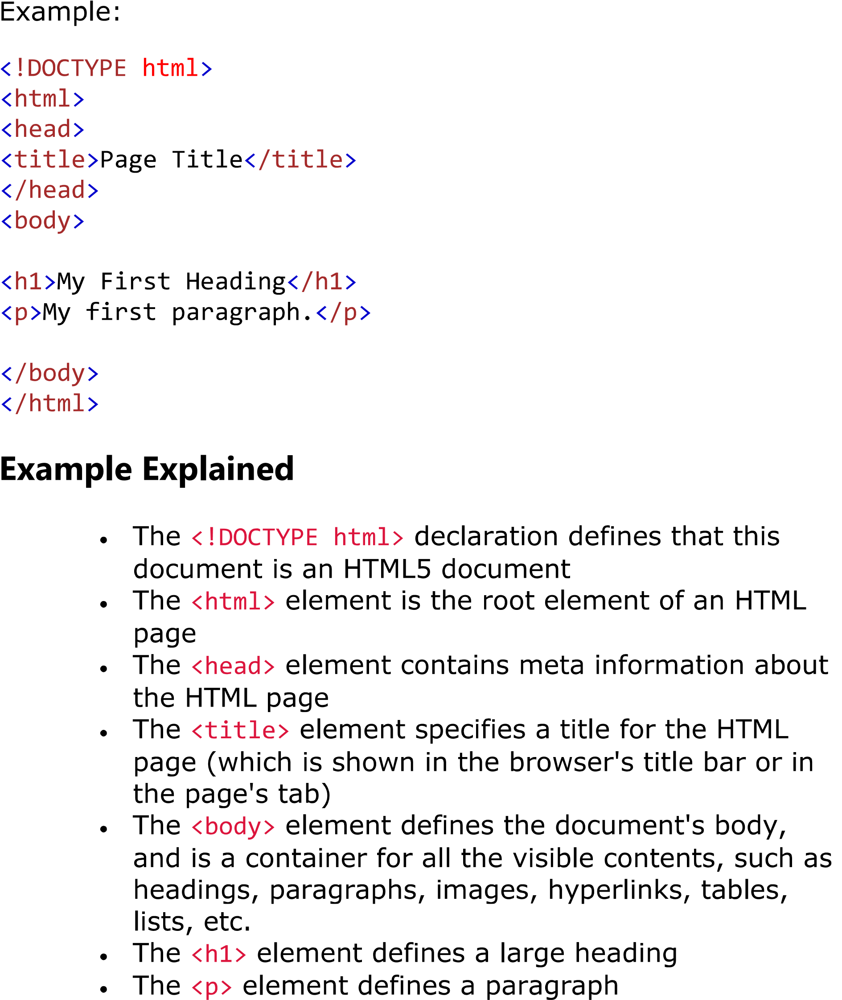 Example:
<!DOCTYPE html>
<html>
<head>
<title>Page Title</title>
</head>
<body>
<h1>My First Heading</h1>
<p>My first paragraph.</p>
</body>
</html>
Example Explained
• The <!DOCTYPE html> declaration defines that this
document is an HTML5 document
• The <html> element is the root element of an HTML
page
• The <head> element contains meta information about
the HTML page
• The <title> element specifies a title for the HTML
page (which is shown in the browser's title bar or in
the page's tab)
• The <body> element defines the document's body,
and is a container for all the visible contents, such as
headings, paragraphs, images, hyperlinks, tables,
lists, etc.
• The <h1> element defines a large heading
• The <p> element defines a paragraph